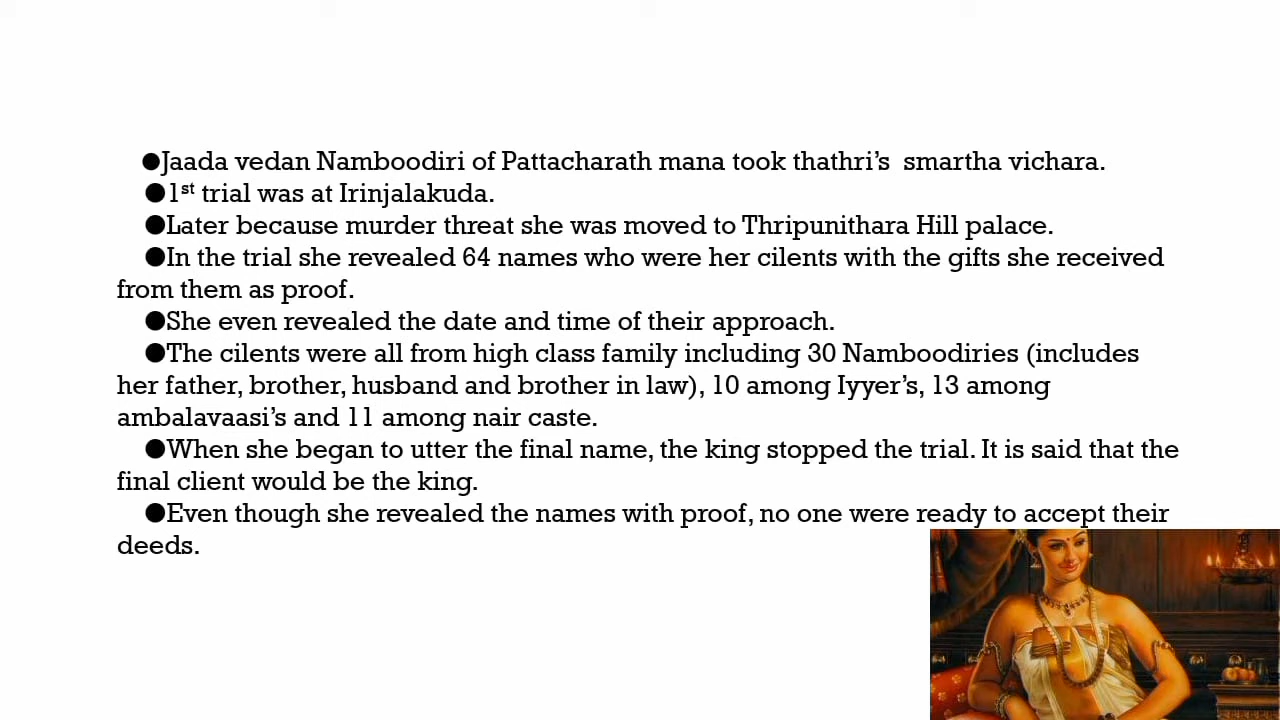 ●Jaada vedan Namboodiri of Pattacharath mana took thathri’s  smartha vichara.
●1st trial was at Irinjalakuda.
●Later because murder threat she was moved to Thripunithara Hill palace.
●In the trial she revealed 64 names who were her cilents with the gifts she received
from them as proof.
●She even revealed the date and time of their approach.
●The cilents were all from high class family including 30 Namboodiries (includes
her father, brother, husband and brother in law), 10 among Iyyer’s, 13 among
ambalavaasi’s and 11 among nair caste.
●When she began to utter the final name, the king stopped the trial. It is said that the
final client would be the king.
●Even though she revealed the names with proof, no one were ready to accept their
deeds.